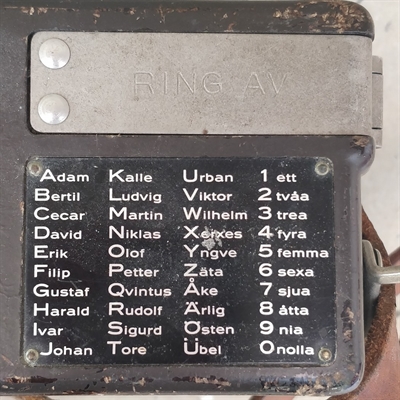 RING AV
Adam Kalle Urban 1 ett
Bertil Ludvig Viktor 2 tvåa
Cecar Martin Wilhelm 3 trea
David Niklas Xerxes 4 fyra
Erik Olof Yngve 5 femma
Filip Petter Zäta 6 sexa
Gustaf Qvintus Åke 7 sjua
Harald Rudolf Ärlig 8 åtta
Ivar Sigurd Östen 9 nia
Johan Tore Übel 0 nolla